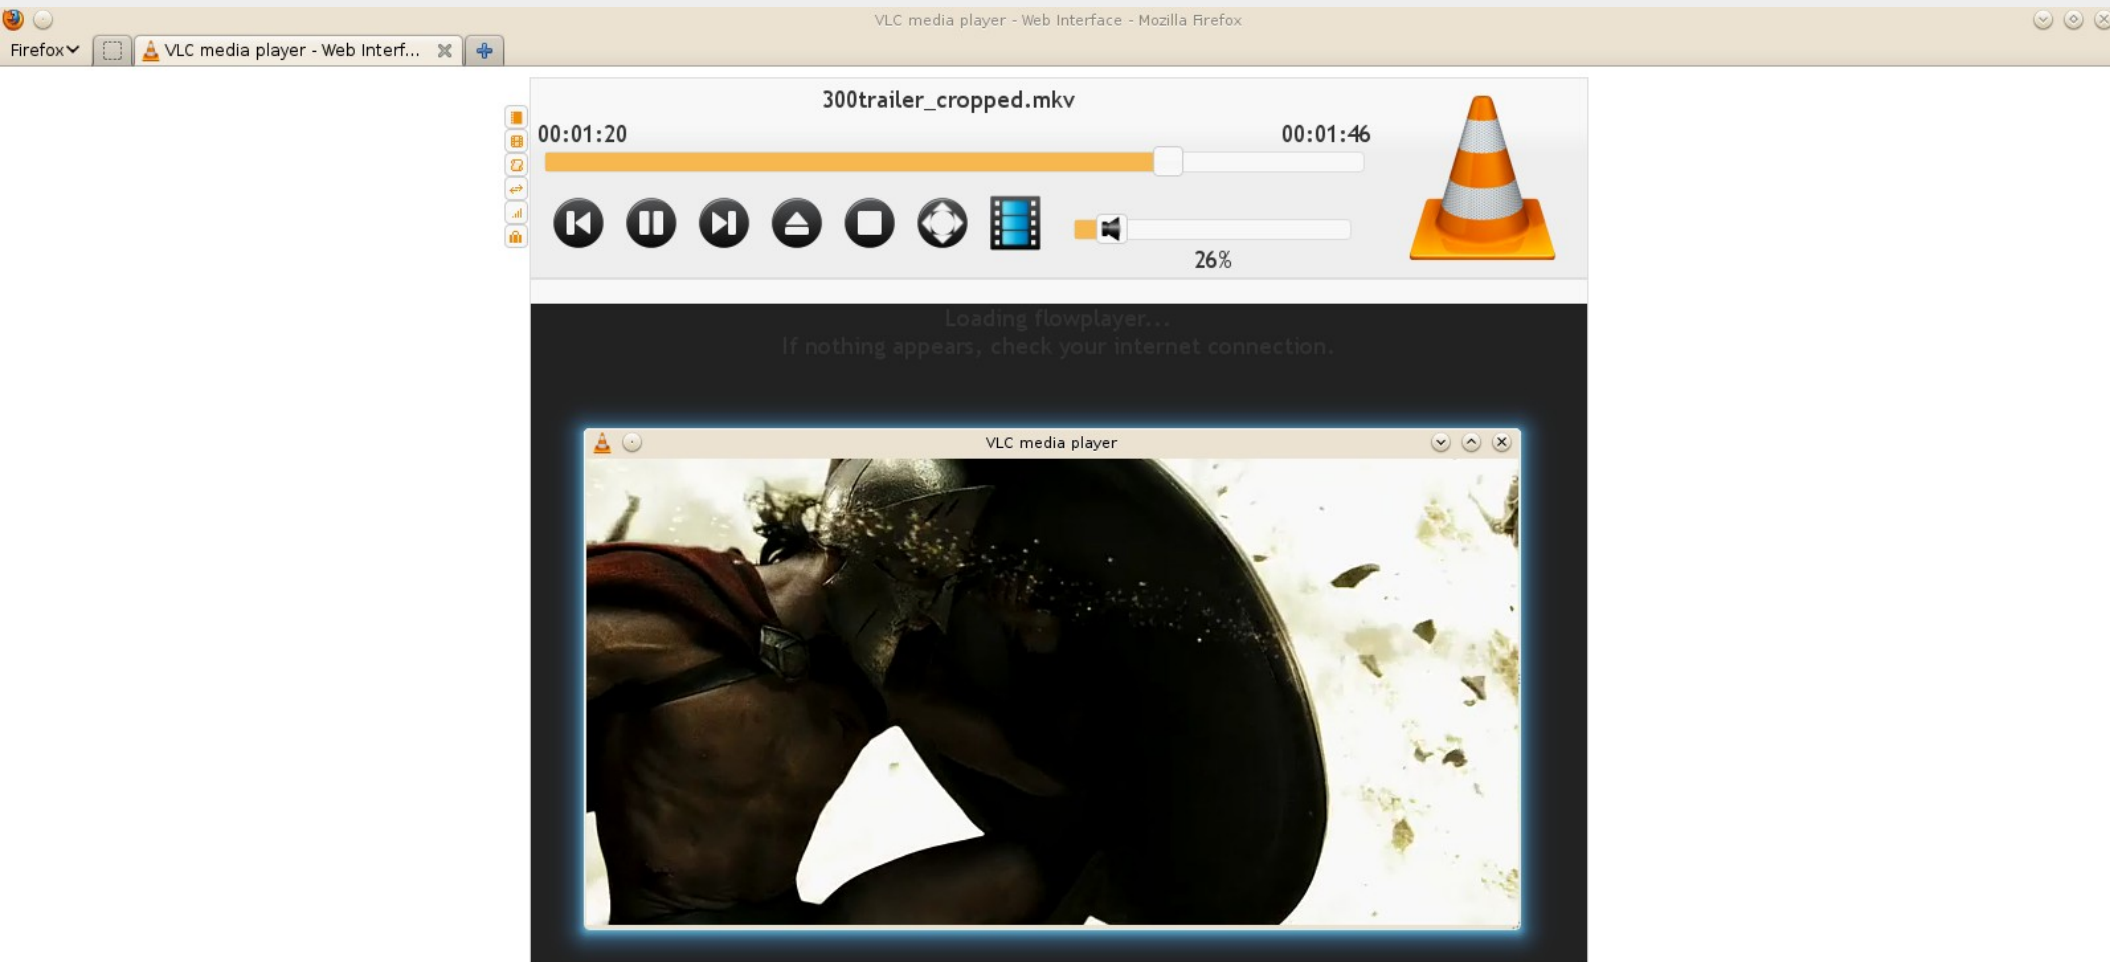 VLC media player - Web Interface - Mozilla Firefox
Firefox
VLC media player - Web Interf...
300trailer_cropped.mkv
00:01:20
00:01:46
26%
Loading flowplayer...
If nothing appears, check your internet connection.
VLC media player